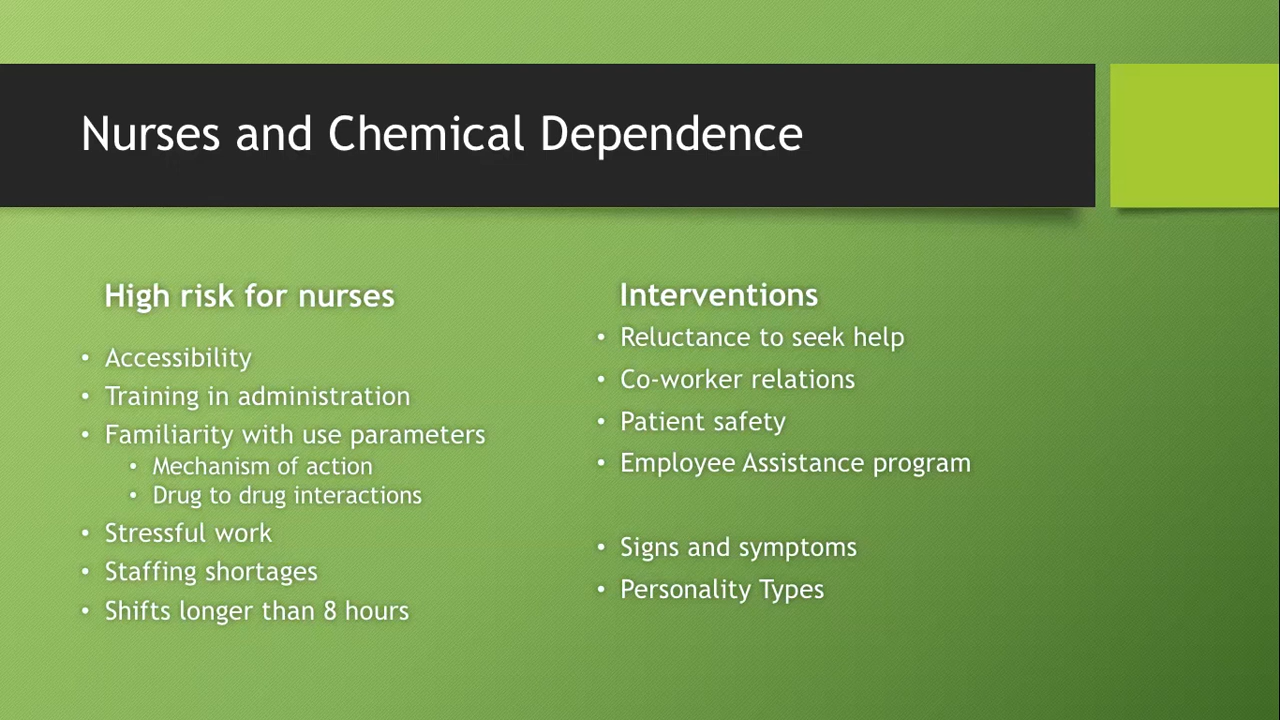 Nurses and Chemical Dependence
High risk for nurses
• Accessibility
• Training in administration
• Familiarity with use parameters
• Mechanism of action
• Drug to drug interactions
• Stressful work
• Staffing shortages
• Shifts longer than 8 hours
Interventions
• Reluctance to seek help
• Co-worker relations
• Patient safety
• Employee Assistance program
• Signs and symptoms
• Personality Types